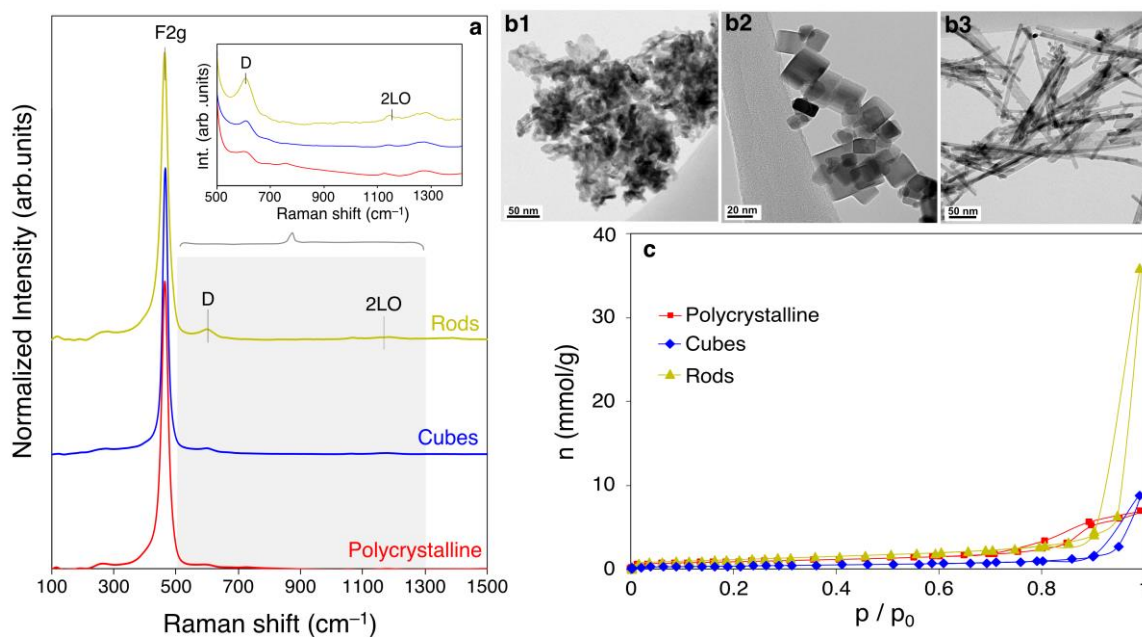 F2g
a
D
2LO
Int. (arb .units)
500 700 900 1100 1300
Raman shift (cm⁻¹)
D
2LO
Rods
Cubes
Polycrystalline
Normalized Intensity (arb.units)
100 300 500 700 900 1100 1300 1500
Raman shift (cm⁻¹)
b1
50 nm
b2
20 nm
b3
50 nm
c
Polycrystalline
Cubes
Rods
n (mmol/g)
40
30
20
10
0
0 0.2 0.4 0.6 0.8 1
p / p₀